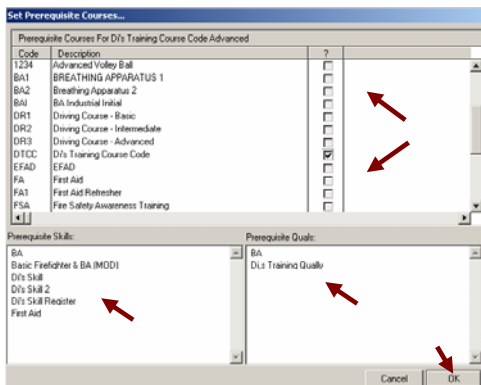 Set Prerequisite Courses...
Prerequisite Courses For Di's Training Course Code Advanced
Code Description ?
1234 Advanced Volley Ball
BA1 BREATHING APPARATUS 1
BA2 Breathing Apparatus 2
BAI BA Industrial Initial
DR1 Driving Course - Basic
DR2 Driving Course - Intermediate
DR3 Driving Course - Advanced
DTCC Di's Training Course Code
EFAD EFAD
FA First Aid
FA1 First Aid Refresher
FSA Fire Safety Awareness Training
Prerequisite Skills: Prerequisite Quals:
BA BA
Basic Firefighter & BA (MOD) Di,s Training Qually
Di's Skill
Di's Skill 2
Di's Skill Register
First Aid
Cancel OK